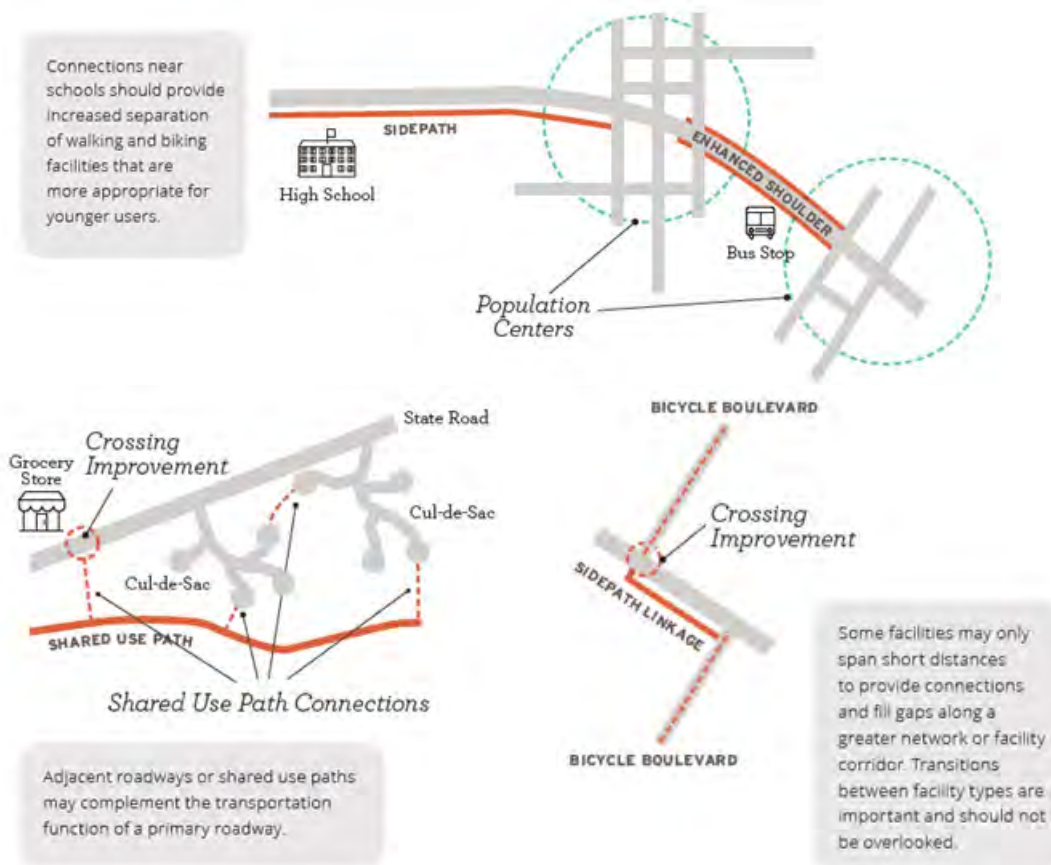 Connections near
schools should provide
increased separation
of walking and biking
facilities that are
more appropriate for
younger users.
SIDEPATH
High School
ENHANCED SHOULDER
Bus Stop
Population
Centers
State Road
Crossing
Improvement
Grocery
Store
Cul-de-Sac
Cul-de-Sac
SHARED USE PATH
Shared Use Path Connections
Adjacent roadways or shared use paths
may complement the transportation
function of a primary roadway.
BICYCLE BOULEVARD
Crossing
Improvement
SIDEPATH LINKAGE
BICYCLE BOULEVARD
Some facilities may only
span short distances
to provide connections
and fill gaps along a
greater network or facility
corridor. Transitions
between facility types are
important and should not
be overlooked.